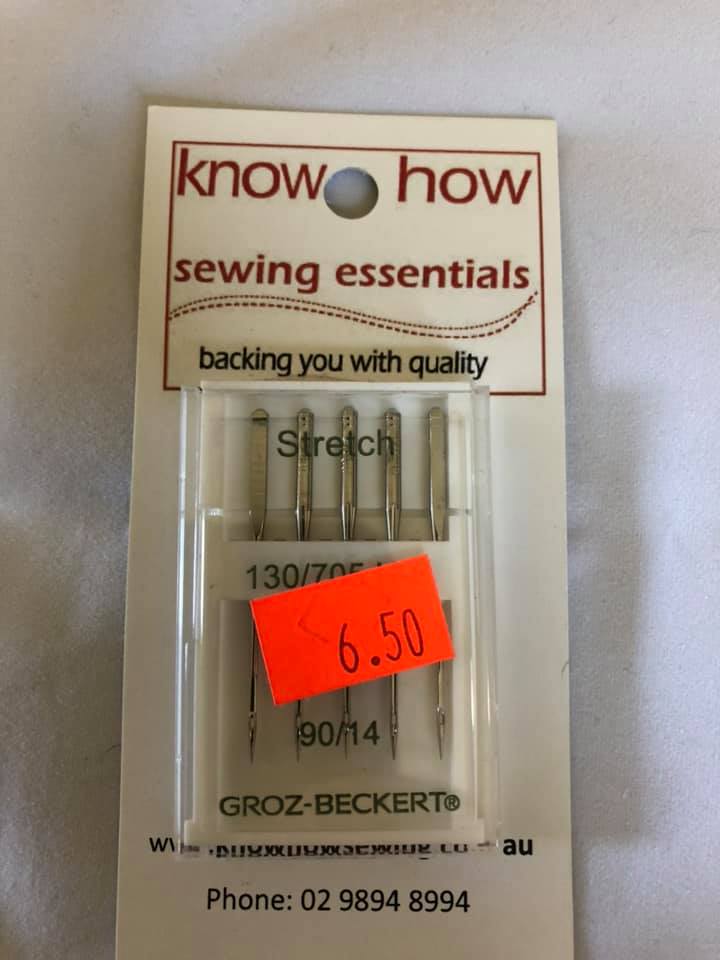 know how
sewing essentials
backing you with quality
Stretch
130/705
6.50
90/14
GROZ-BECKERT®
au
Phone: 02 9894 8994